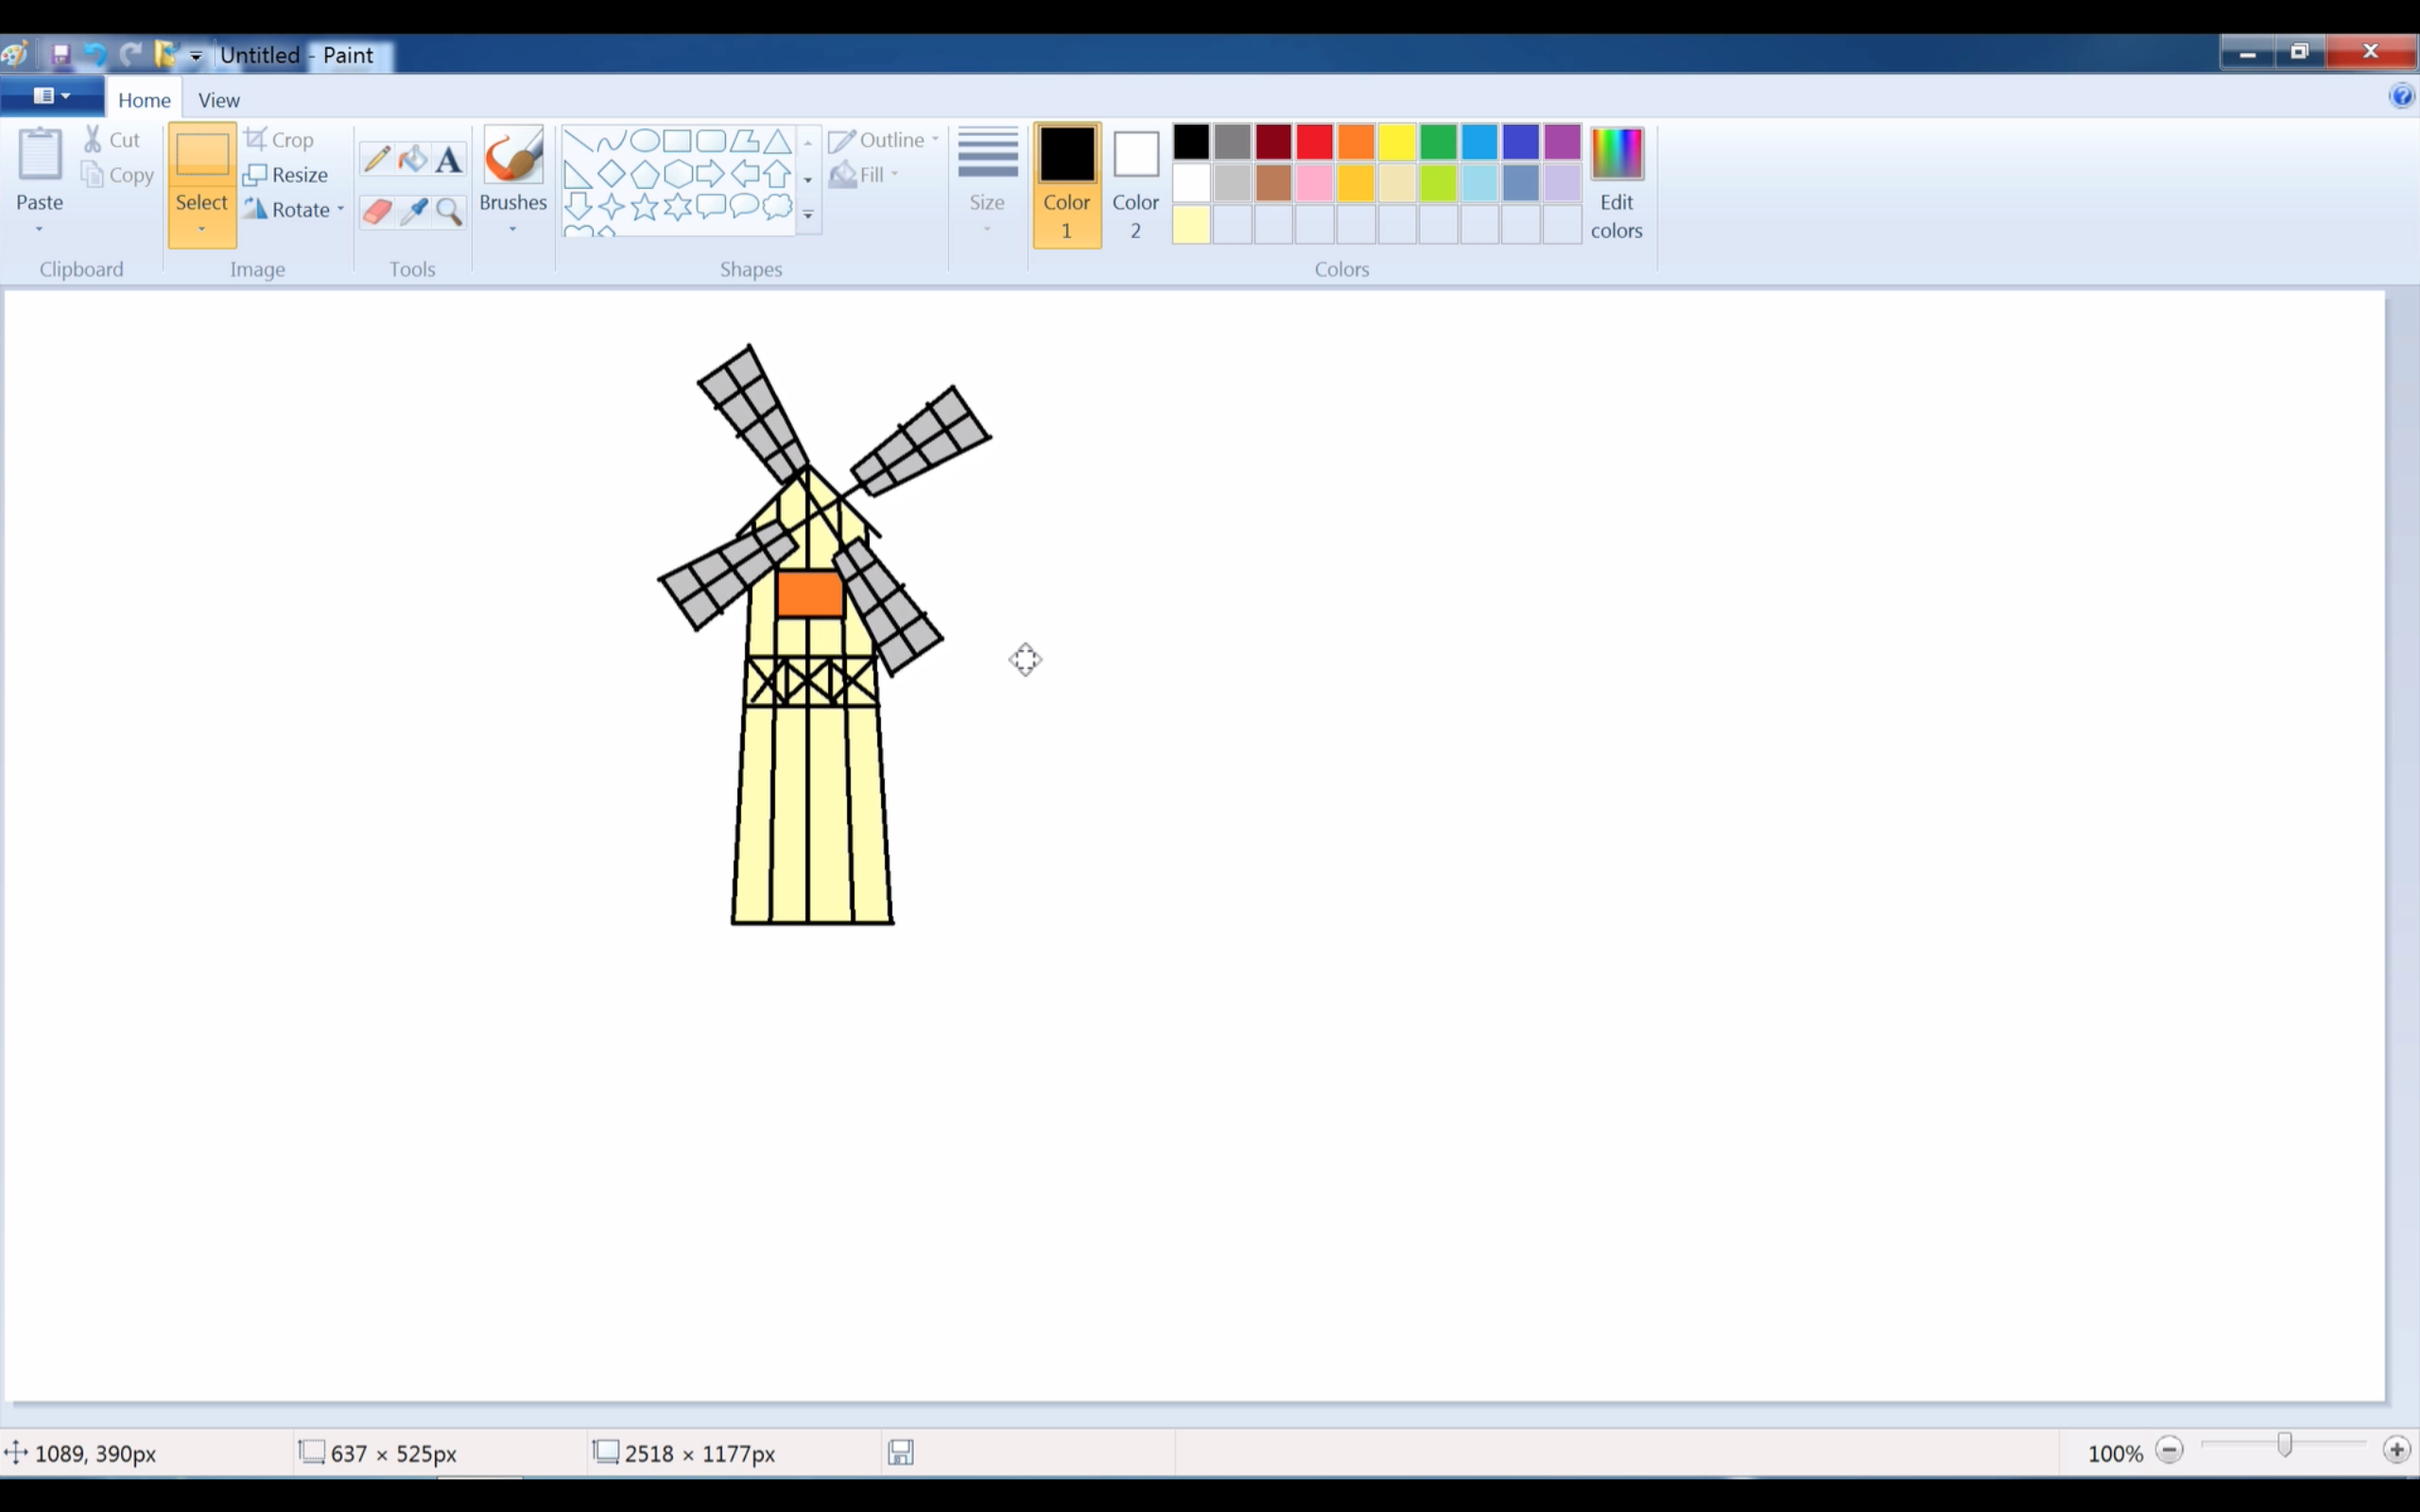 Untitled - Paint
Home View
Cut
Copy
Paste
Clipboard
Select
Crop
Resize
Rotate
Image
A
Tools
Brushes
Outline
Fill
Shapes
Size
Color
1
Color
2
Edit
colors
Colors
1089, 390px
637 × 525px
2518 × 1177px
100%